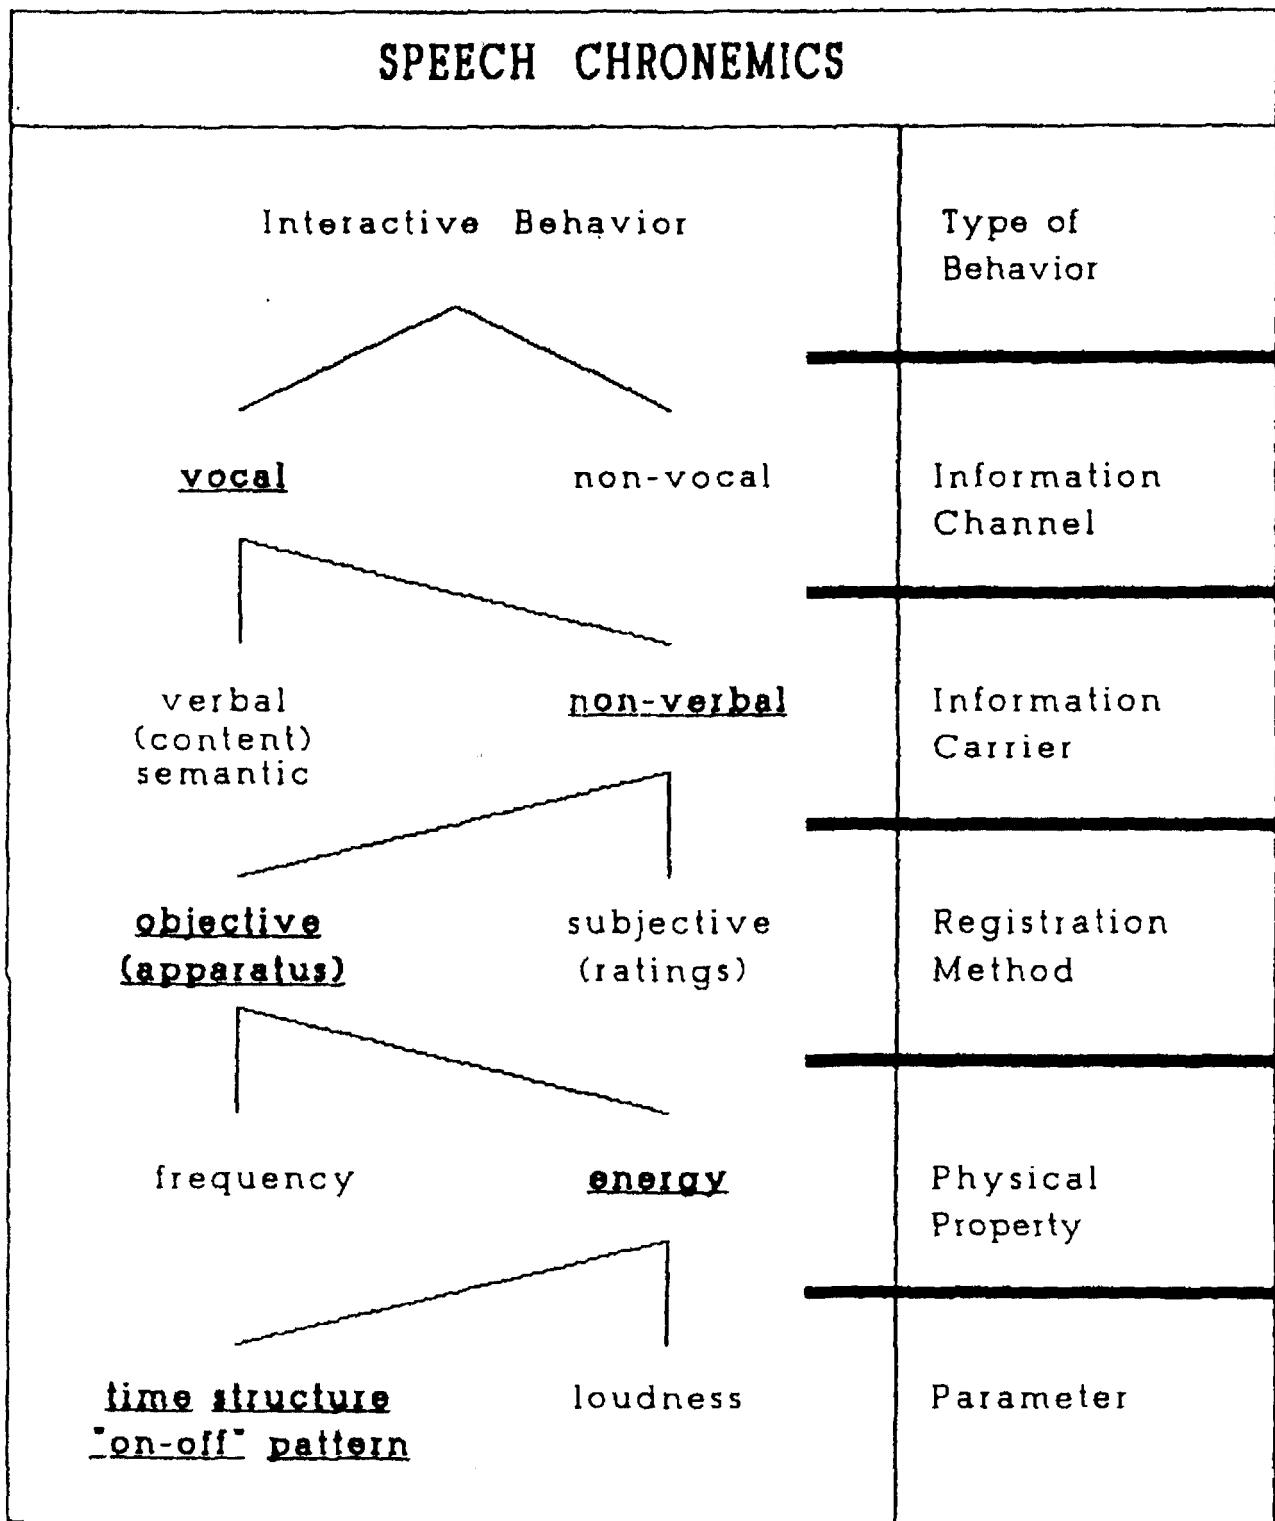 SPEECH CHRONEMICS
Interactive Behavior
Type of
Behavior
vocal
non-vocal
Information
Channel
verbal
(content)
semantic
non-verbal
Information
Carrier
objective
(apparatus)
subjective
(ratings)
Registration
Method
frequency
energy
Physical
Property
time structure
"on-off" pattern
loudness
Parameter